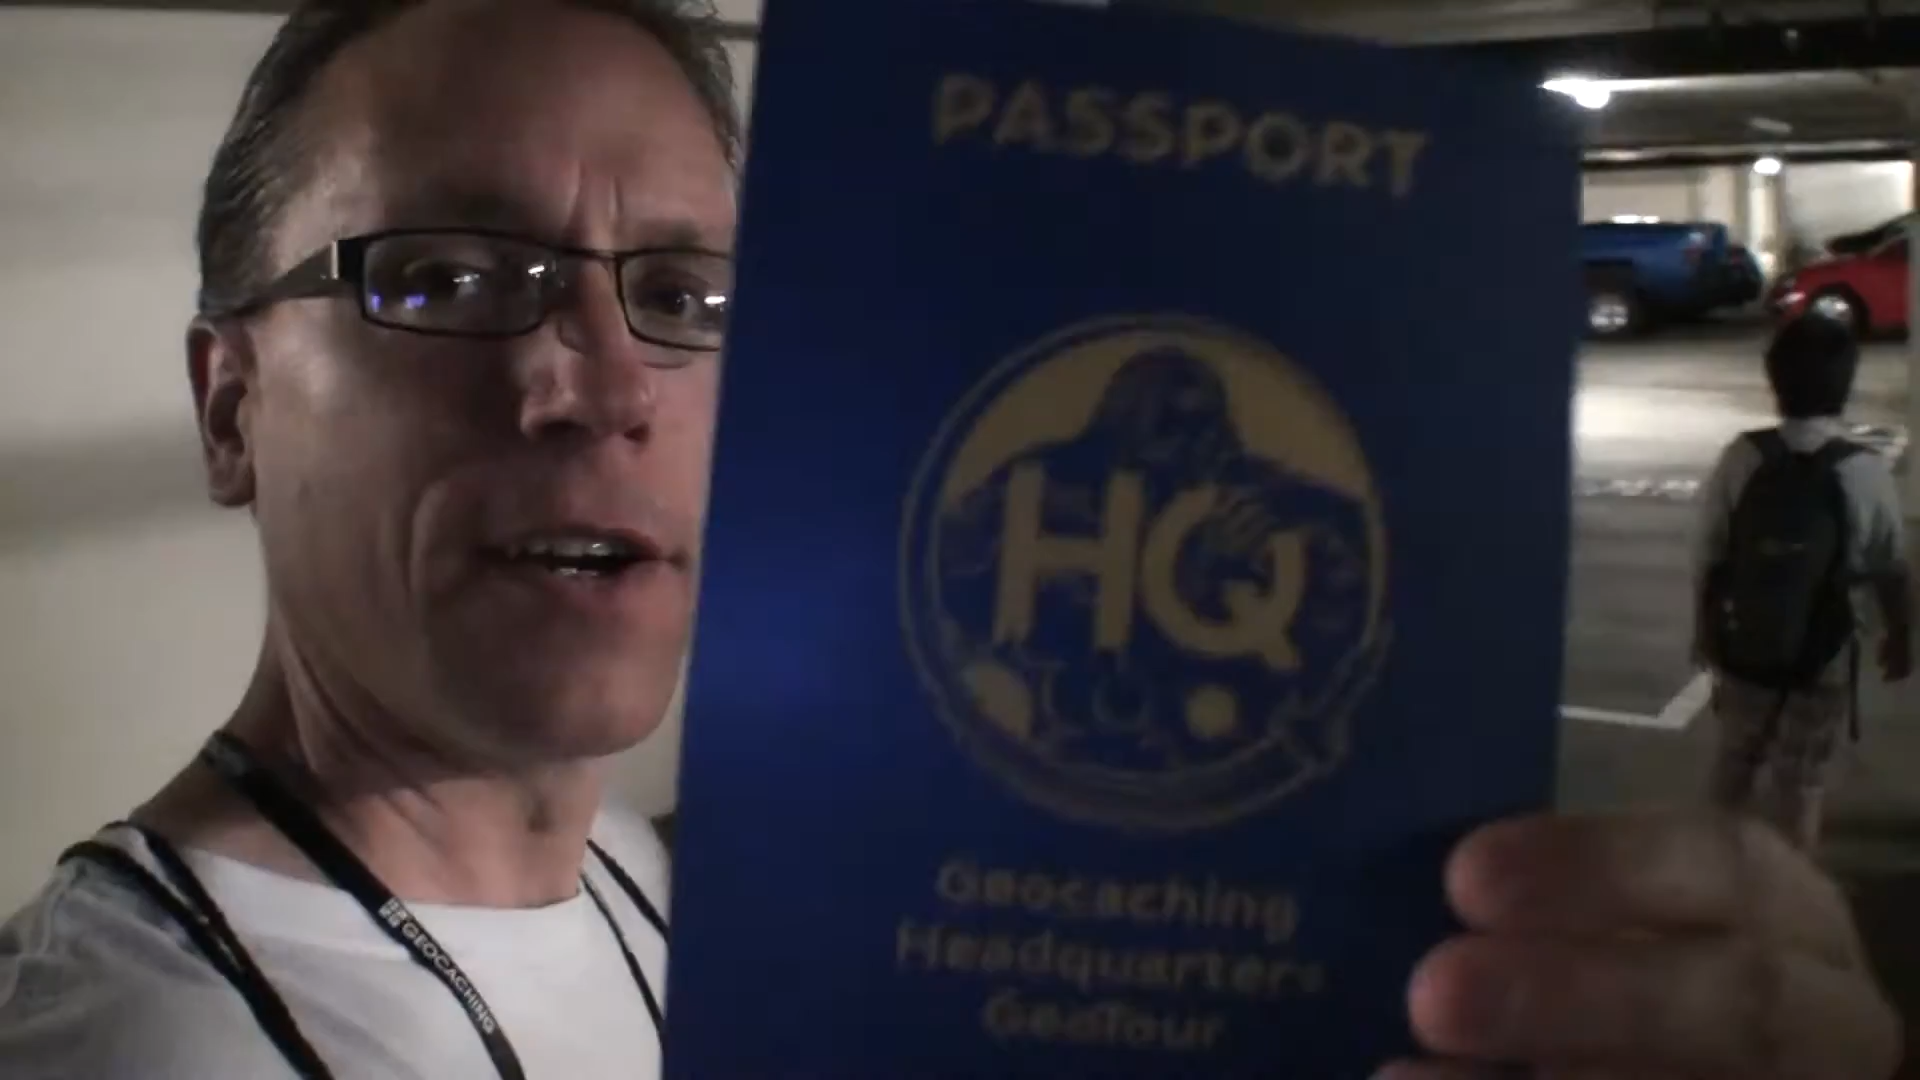 PASSPORT
HQ
Geocaching
Headquarters
GeoTour
GEOCACHING